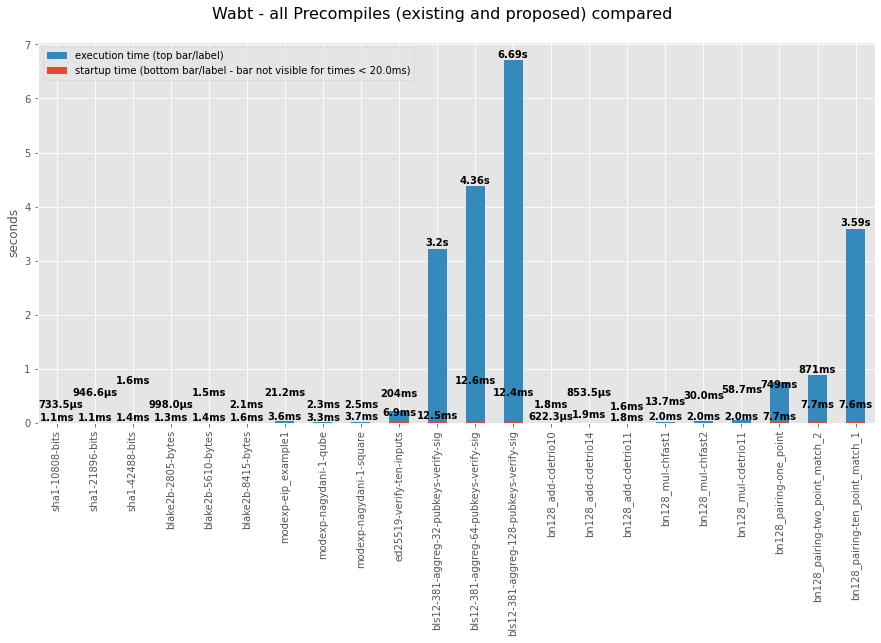 Wabt - all Precompiles (existing and proposed) compared
execution time (top bar/label)
startup time (bottom bar/label - bar not visible for times < 20.0ms)
seconds
7
6
5
4
3
2
1
0
733.5µs
1.1ms
946.6µs
1.1ms
1.6ms
1.4ms
998.0µs
1.3ms
1.5ms
1.4ms
2.1ms
1.6ms
21.2ms
3.6ms
2.3ms
3.3ms
2.5ms
3.7ms
204ms
6.9ms
3.2s
12.5ms
4.36s
12.6ms
6.69s
12.4ms
1.8ms
622.3µs
853.5µs
1.9ms
1.6ms
1.8ms
13.7ms
2.0ms
30.0ms
2.0ms
58.7ms
2.0ms
749ms
7.7ms
871ms
7.7ms
3.59s
7.6ms
sha1-10808-bits
sha1-21896-bits
sha1-42488-bits
blake2b-2805-bytes
blake2b-5610-bytes
blake2b-8415-bytes
modexp-eip_example1
modexp-nagydani-1-qube
modexp-nagydani-1-square
ed25519-verify-ten-inputs
bls12-381-aggreg-32-pubkeys-verify-sig
bls12-381-aggreg-64-pubkeys-verify-sig
bls12-381-aggreg-128-pubkeys-verify-sig
bn128_add-cdetrio10
bn128_add-cdetrio14
bn128_add-cdetrio11
bn128_mul-chfast1
bn128_mul-chfast2
bn128_mul-cdetrio11
bn128_pairing-one_point
bn128_pairing-two_point_match_2
bn128_pairing-ten_point_match_1